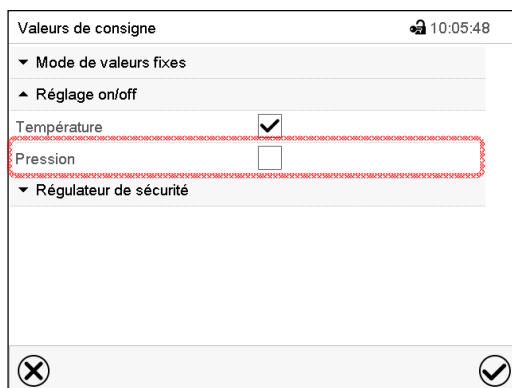 Valeurs de consigne 10:05:48
Mode de valeurs fixes
Réglage on/off
Température
Pression
Régulateur de sécurité